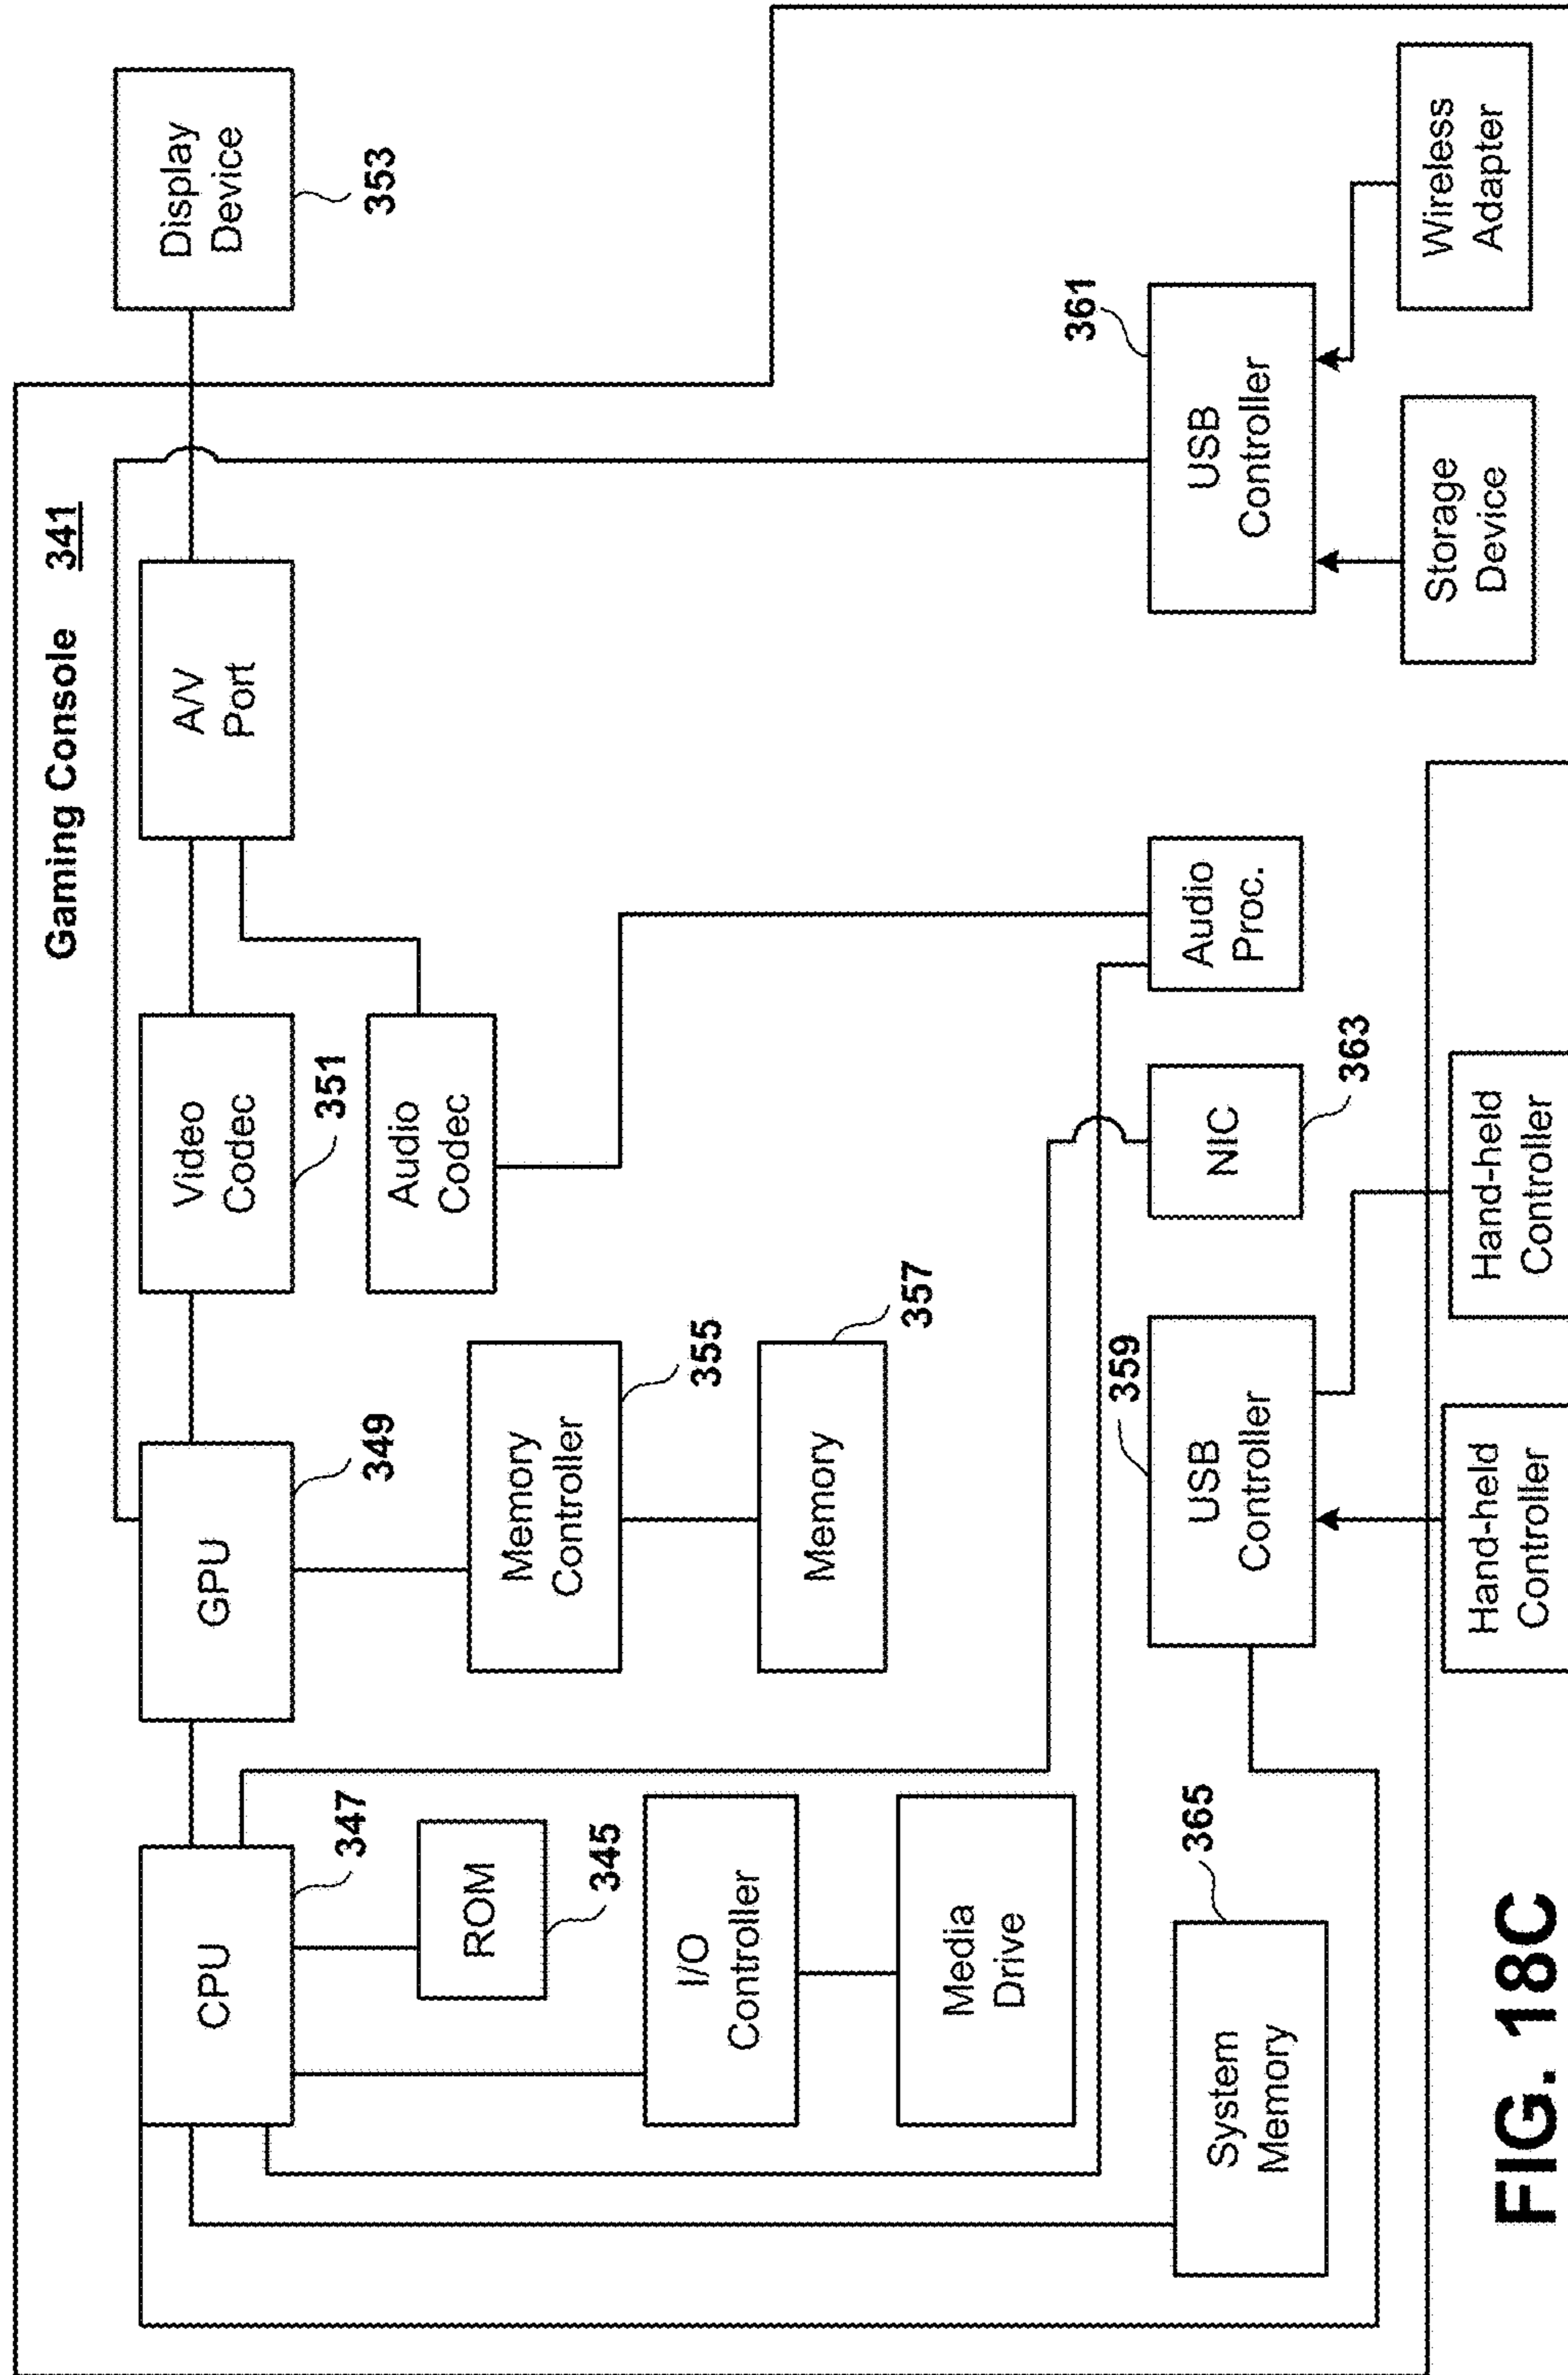 Gaming Console 341
CPU
347
GPU
349
Video
Codec
351
A/V
Port
Display
Device
353
ROM
345
Audio
Codec
Memory
Controller
355
I/O
Controller
Memory
357
Media
Drive
System
Memory
365
USB
Controller
359
NIC
363
Audio
Proc.
USB
Controller
361
Hand-held
Controller
Hand-held
Controller
Storage
Device
Wireless
Adapter
FIG. 18C